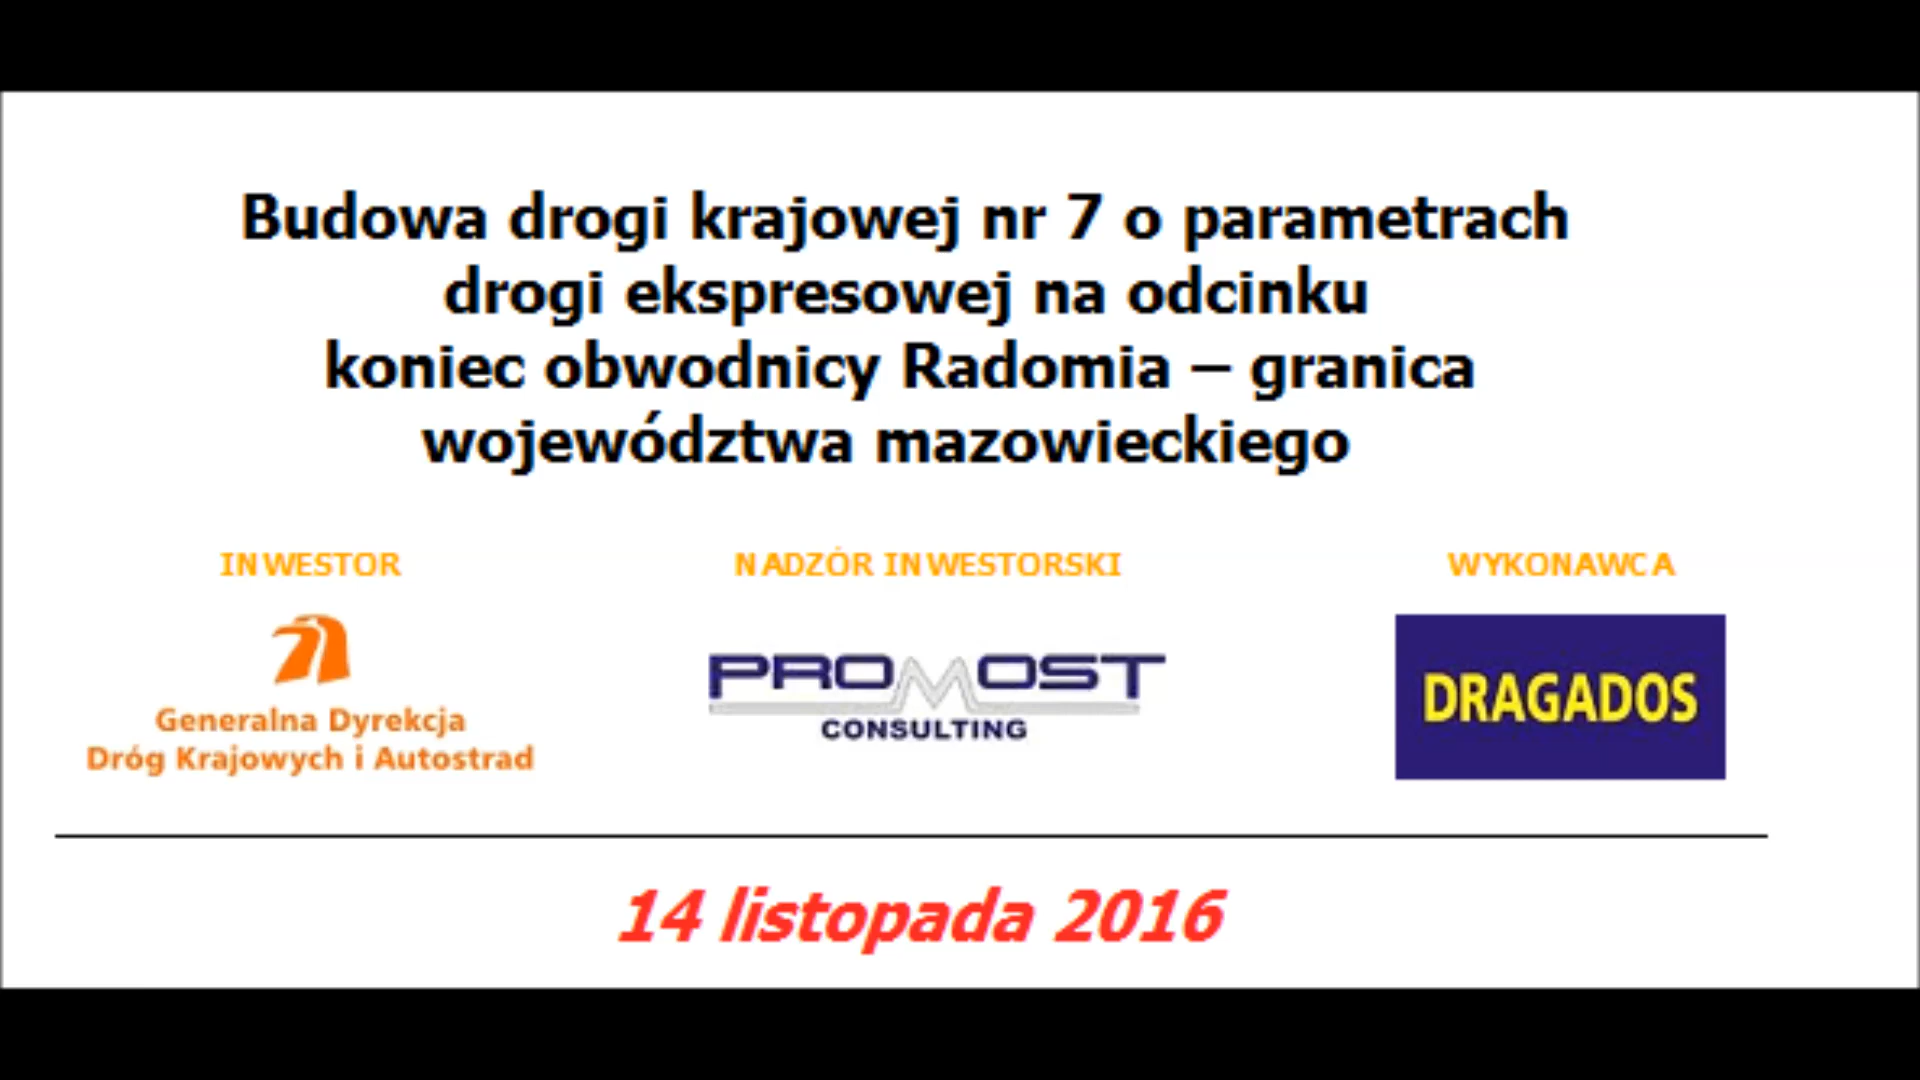 Budowa drogi krajowej nr 7 o parametrach
drogi ekspresowej na odcinku
koniec obwodnicy Radomia – granica
województwa mazowieckiego
INWESTOR
Generalna Dyrekcja
Dróg Krajowych i Autostrad
NADZÓR INWESTORSKI
PROMOST
CONSULTING
WYKONAWCA
DRAGADOS
14 listopada 2016